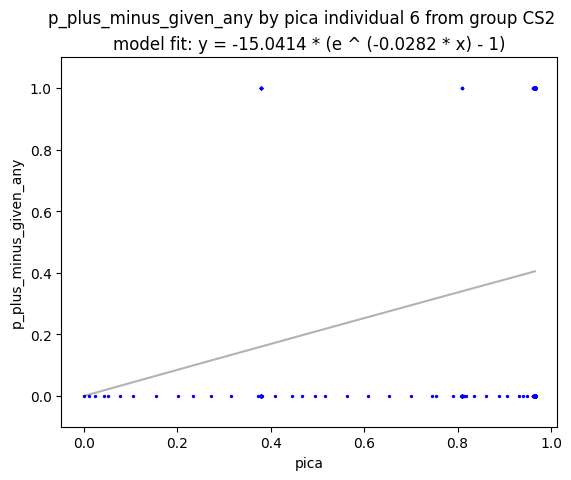 p_plus_minus_given_any by pica individual 6 from group CS2
model fit: y = -15.0414 * (e ^ (-0.0282 * x) - 1)
p_plus_minus_given_any
1.0
0.8
0.6
0.4
0.2
0.0
0.0 0.2 0.4 0.6 0.8 1.0
pica